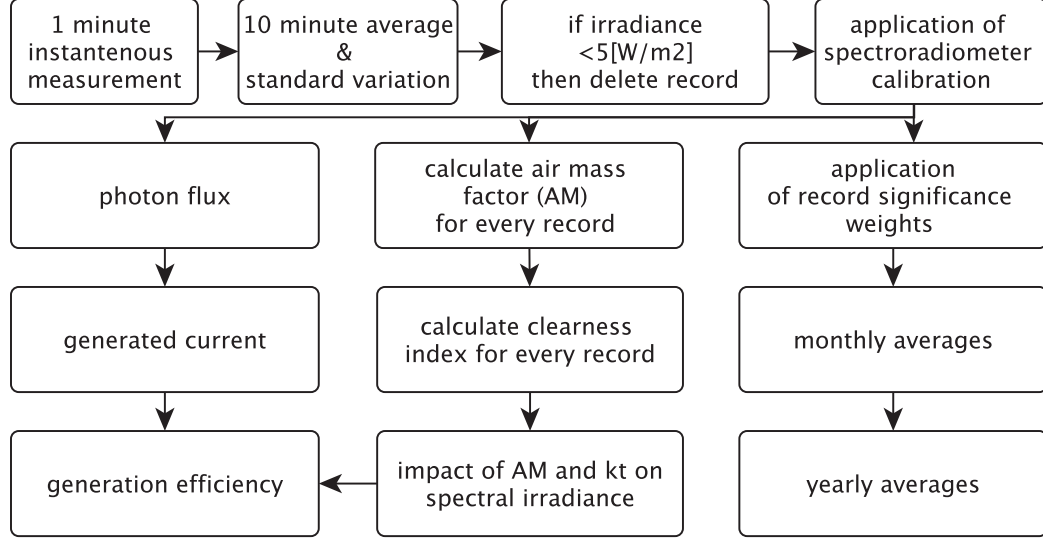 1 minute
instantenous
measurement
10 minute average
&
standard variation
if irradiance
<5[W/m2]
then delete record
application of
spectroradiometer
calibration
photon flux
calculate air mass
factor (AM)
for every record
application
of record significance
weights
generated current
calculate clearness
index for every record
monthly averages
generation efficiency
impact of AM and kt on
spectral irradiance
yearly averages